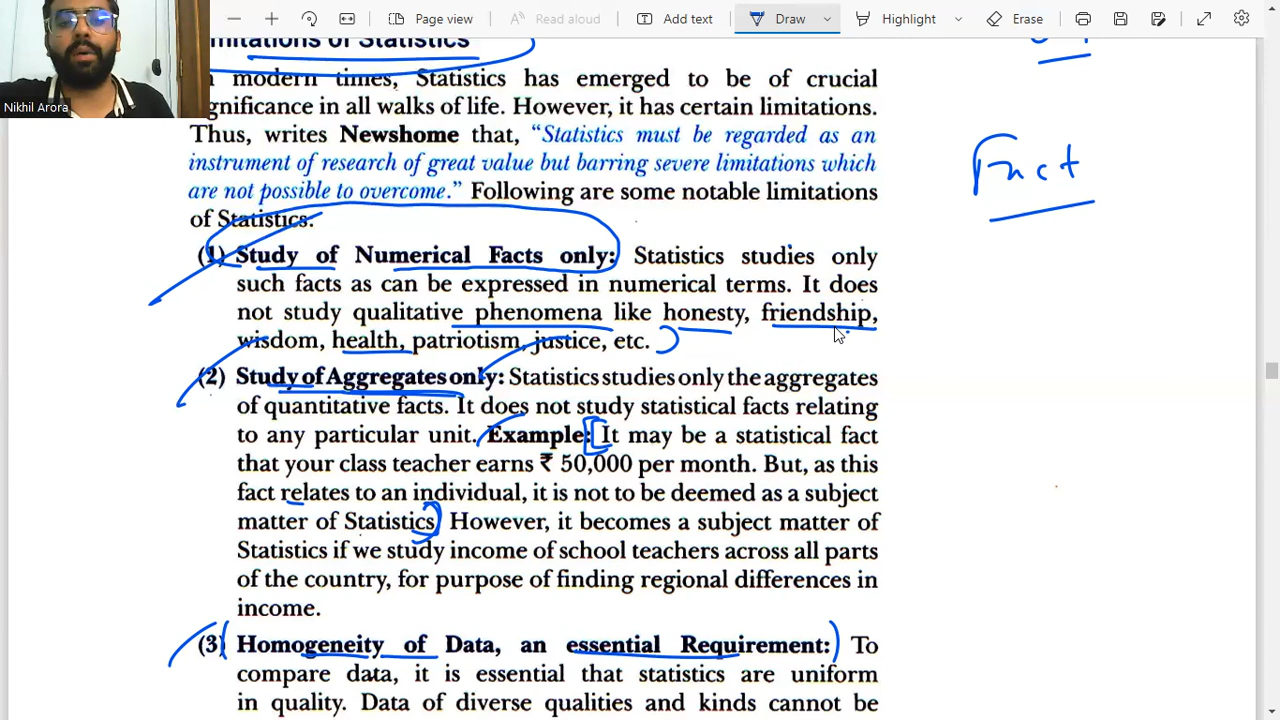 Page view
Read aloud
Add text
Draw
Highlight
Erase
Nikhil Arora
Limitations of Statistics
modern times, Statistics has emerged to be of crucial
significance in all walks of life. However, it has certain limitations.
Thus, writes Newshome that, “Statistics must be regarded as an
instrument of research of great value but barring severe limitations which
are not possible to overcome.” Following are some notable limitations
of Statistics.
Fact
(1) Study of Numerical Facts only: Statistics studies only
such facts as can be expressed in numerical terms. It does
not study qualitative phenomena like honesty, friendship,
wisdom, health, patriotism, justice, etc.
(2) Study of Aggregates only: Statistics studies only the aggregates
of quantitative facts. It does not study statistical facts relating
to any particular unit. Example: It may be a statistical fact
that your class teacher earns ₹ 50,000 per month. But, as this
fact relates to an individual, it is not to be deemed as a subject
matter of Statistics. However, it becomes a subject matter of
Statistics if we study income of school teachers across all parts
of the country, for purpose of finding regional differences in
income.
(3) Homogeneity of Data, an essential Requirement: To
compare data, it is essential that statistics are uniform
in quality. Data of diverse qualities and kinds cannot be